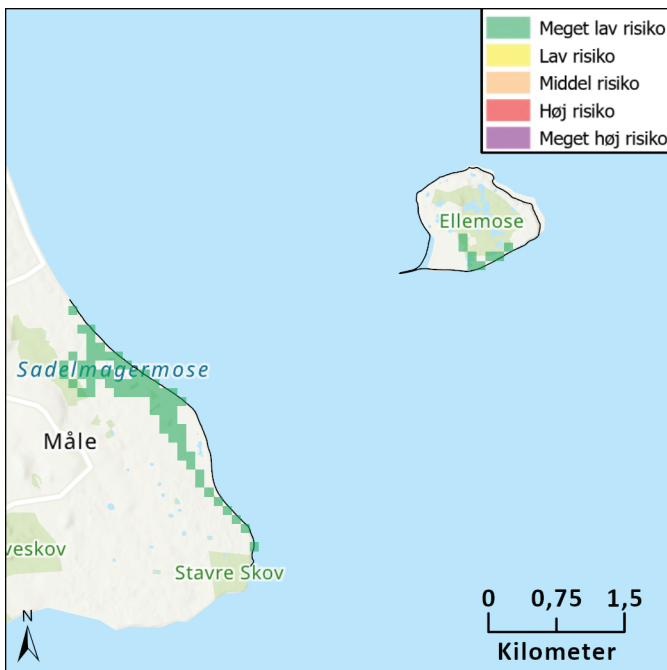 Meget lav risiko
Lav risiko
Middel risiko
Høj risiko
Meget høj risiko
Ellemose
Sadelmagermose
Måle
veskov
Stavre Skov
N
0 0,75 1,5
Kilometer